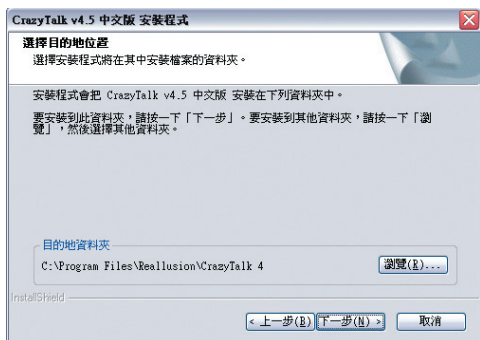 CrazyTalk v4.5 中文版 安裝程式
選擇目的地位置
選擇安裝程式將在其中安裝檔案的資料夾。
安裝程式會把 CrazyTalk v4.5 中文版 安裝在下列資料夾中。
要安裝到此資料夾，請按一下「下一步」。要安裝到其他資料夾，請按一下「瀏
覽」，然後選擇其他資料夾。
目的地資料夾
C:\Program Files\Reallusion\CrazyTalk 4
瀏覽(R)...
InstallShield
< 上一步(B)
下一步(N) >
取消